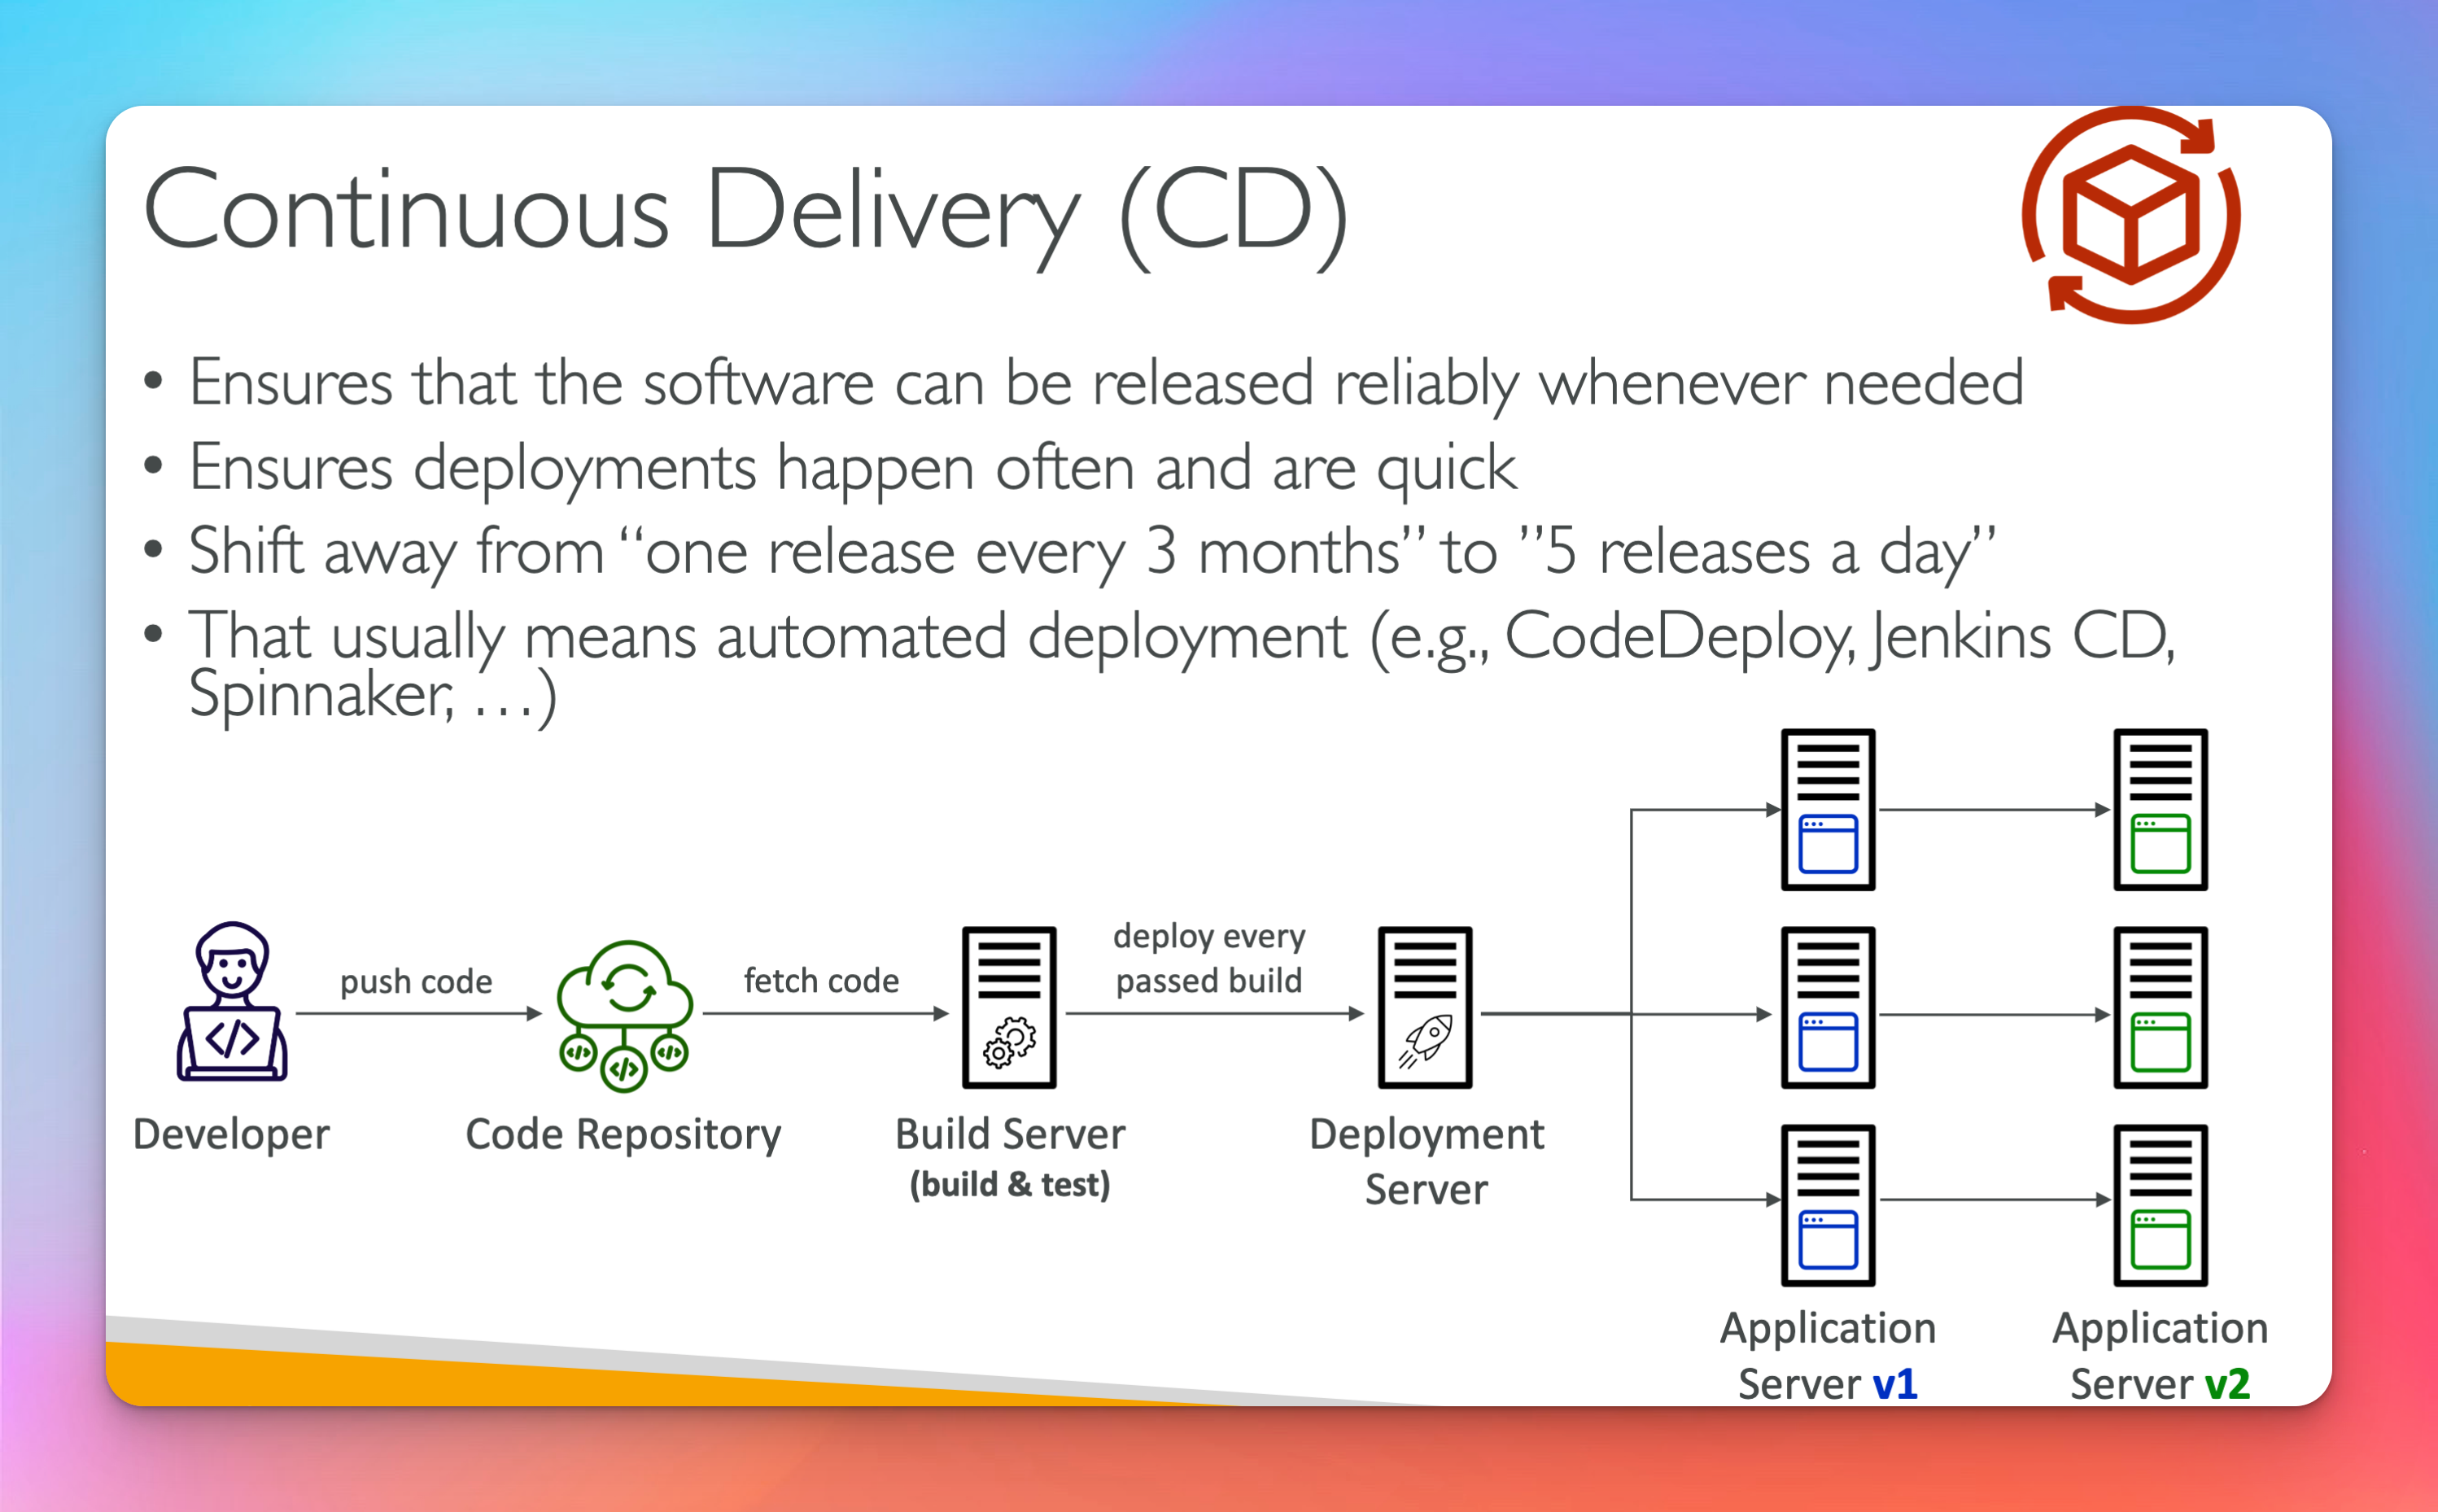 Continuous Delivery (CD)
• Ensures that the software can be released reliably whenever needed
• Ensures deployments happen often and are quick
• Shift away from “one release every 3 months” to ”5 releases a day”
• That usually means automated deployment (e.g., CodeDeploy, Jenkins CD,
Spinnaker, …)
push code
fetch code
deploy every
passed build
Developer
Code Repository
Build Server
(build & test)
Deployment
Server
Application
Server v1
Application
Server v2